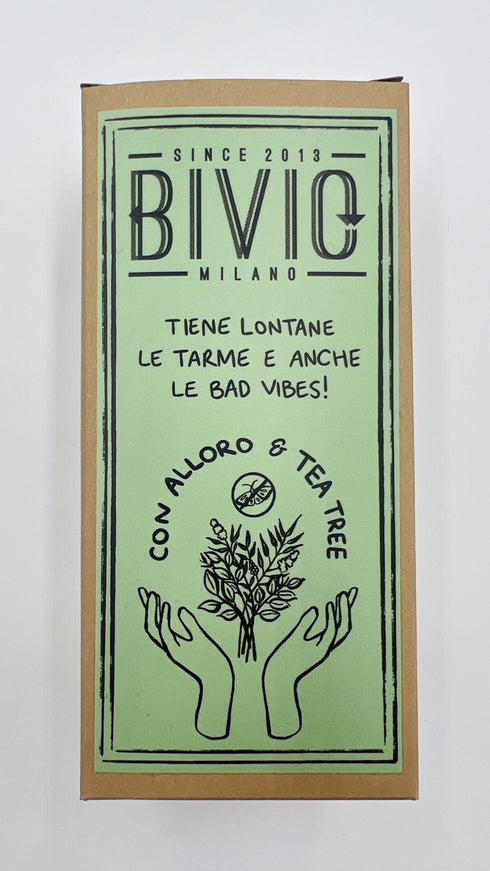 SINCE 2013
BIVIO
MILANO
TIENE LONTANE
LE TARME E ANCHE
LE BAD VIBES!
CON ALLORO & TEA TREE